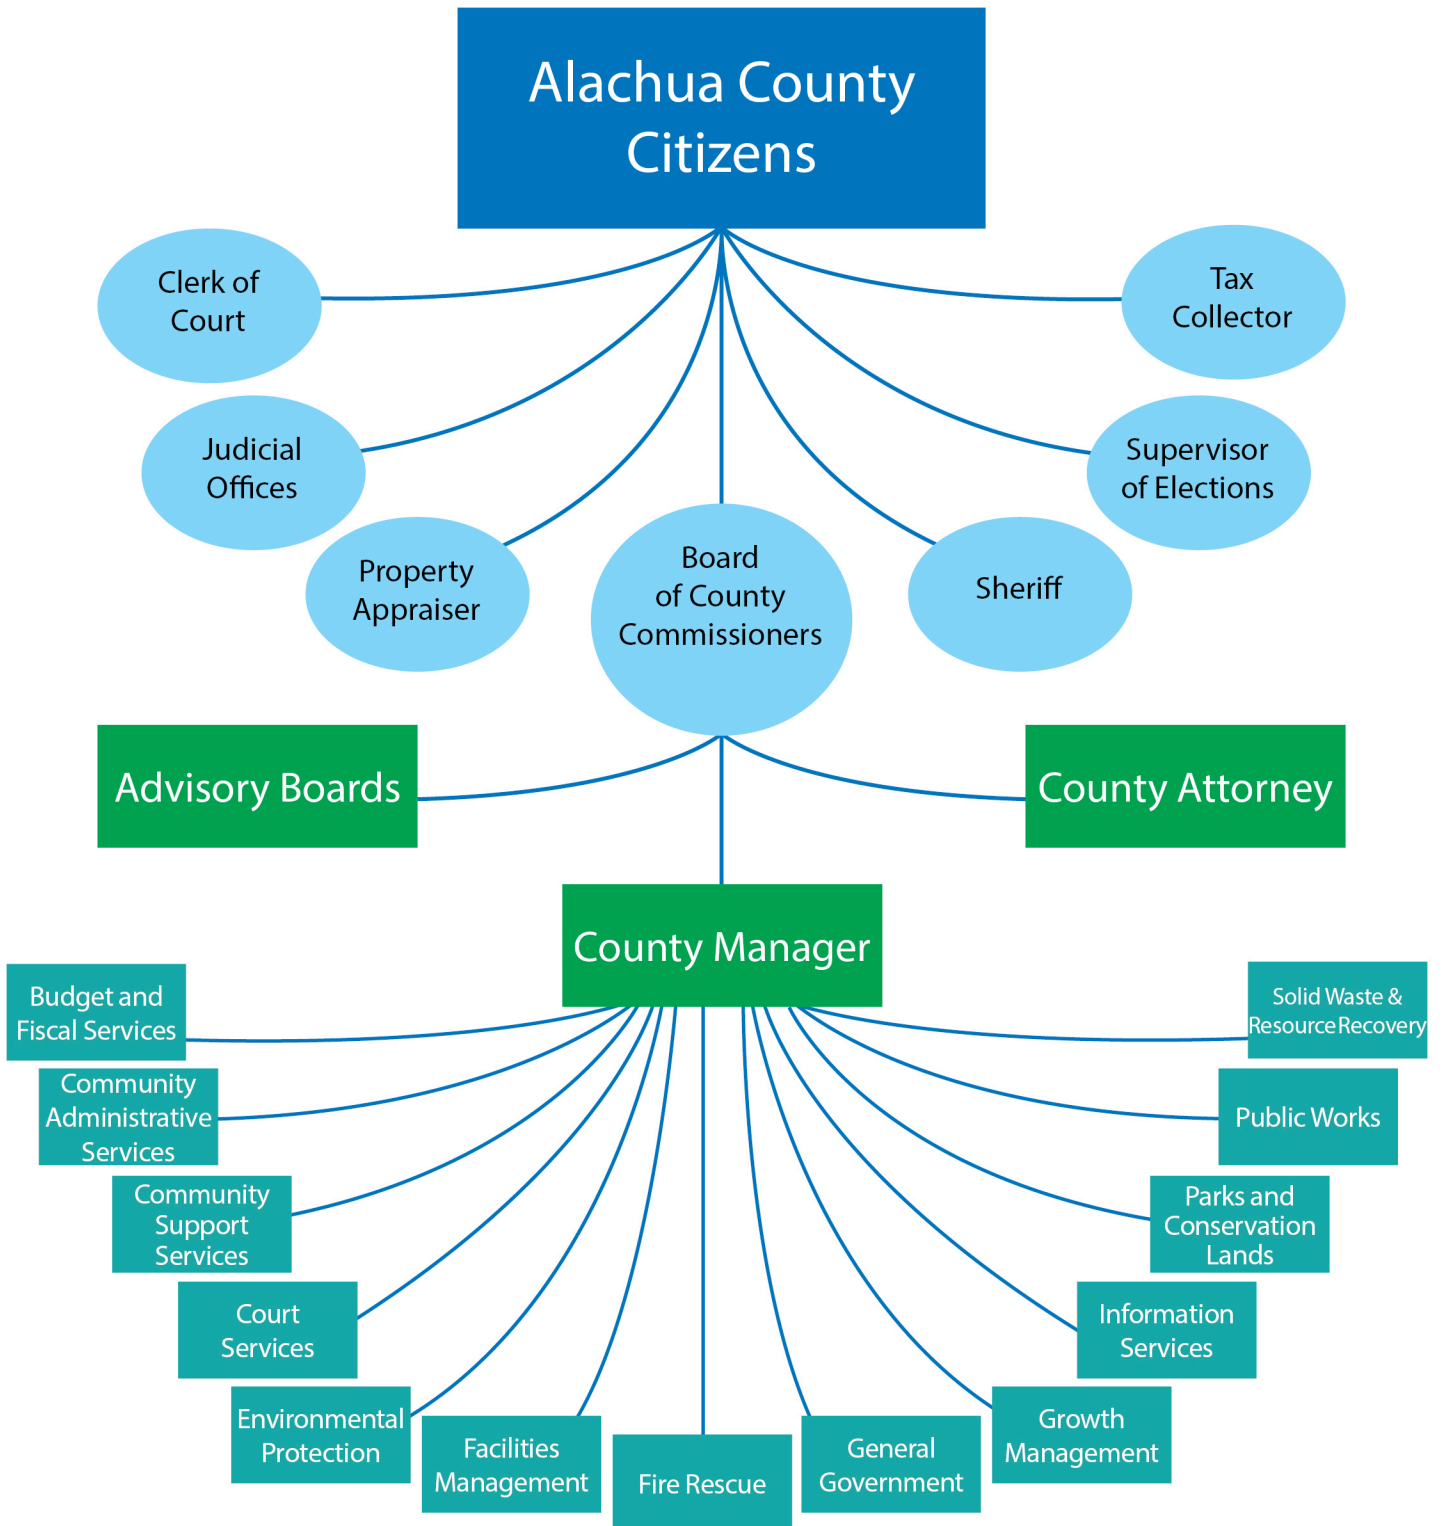 Alachua County
Citizens
Clerk of
Court
Tax
Collector
Judicial
Offices
Supervisor
of Elections
Property
Appraiser
Board
of County
Commissioners
Sheriff
Advisory Boards
County Attorney
County Manager
Budget and
Fiscal Services
Solid Waste &
Resource Recovery
Community
Administrative
Services
Public Works
Community
Support
Services
Parks and
Conservation
Lands
Court
Services
Information
Services
Environmental
Protection
Facilities
Management
Fire Rescue
General
Government
Growth
Management